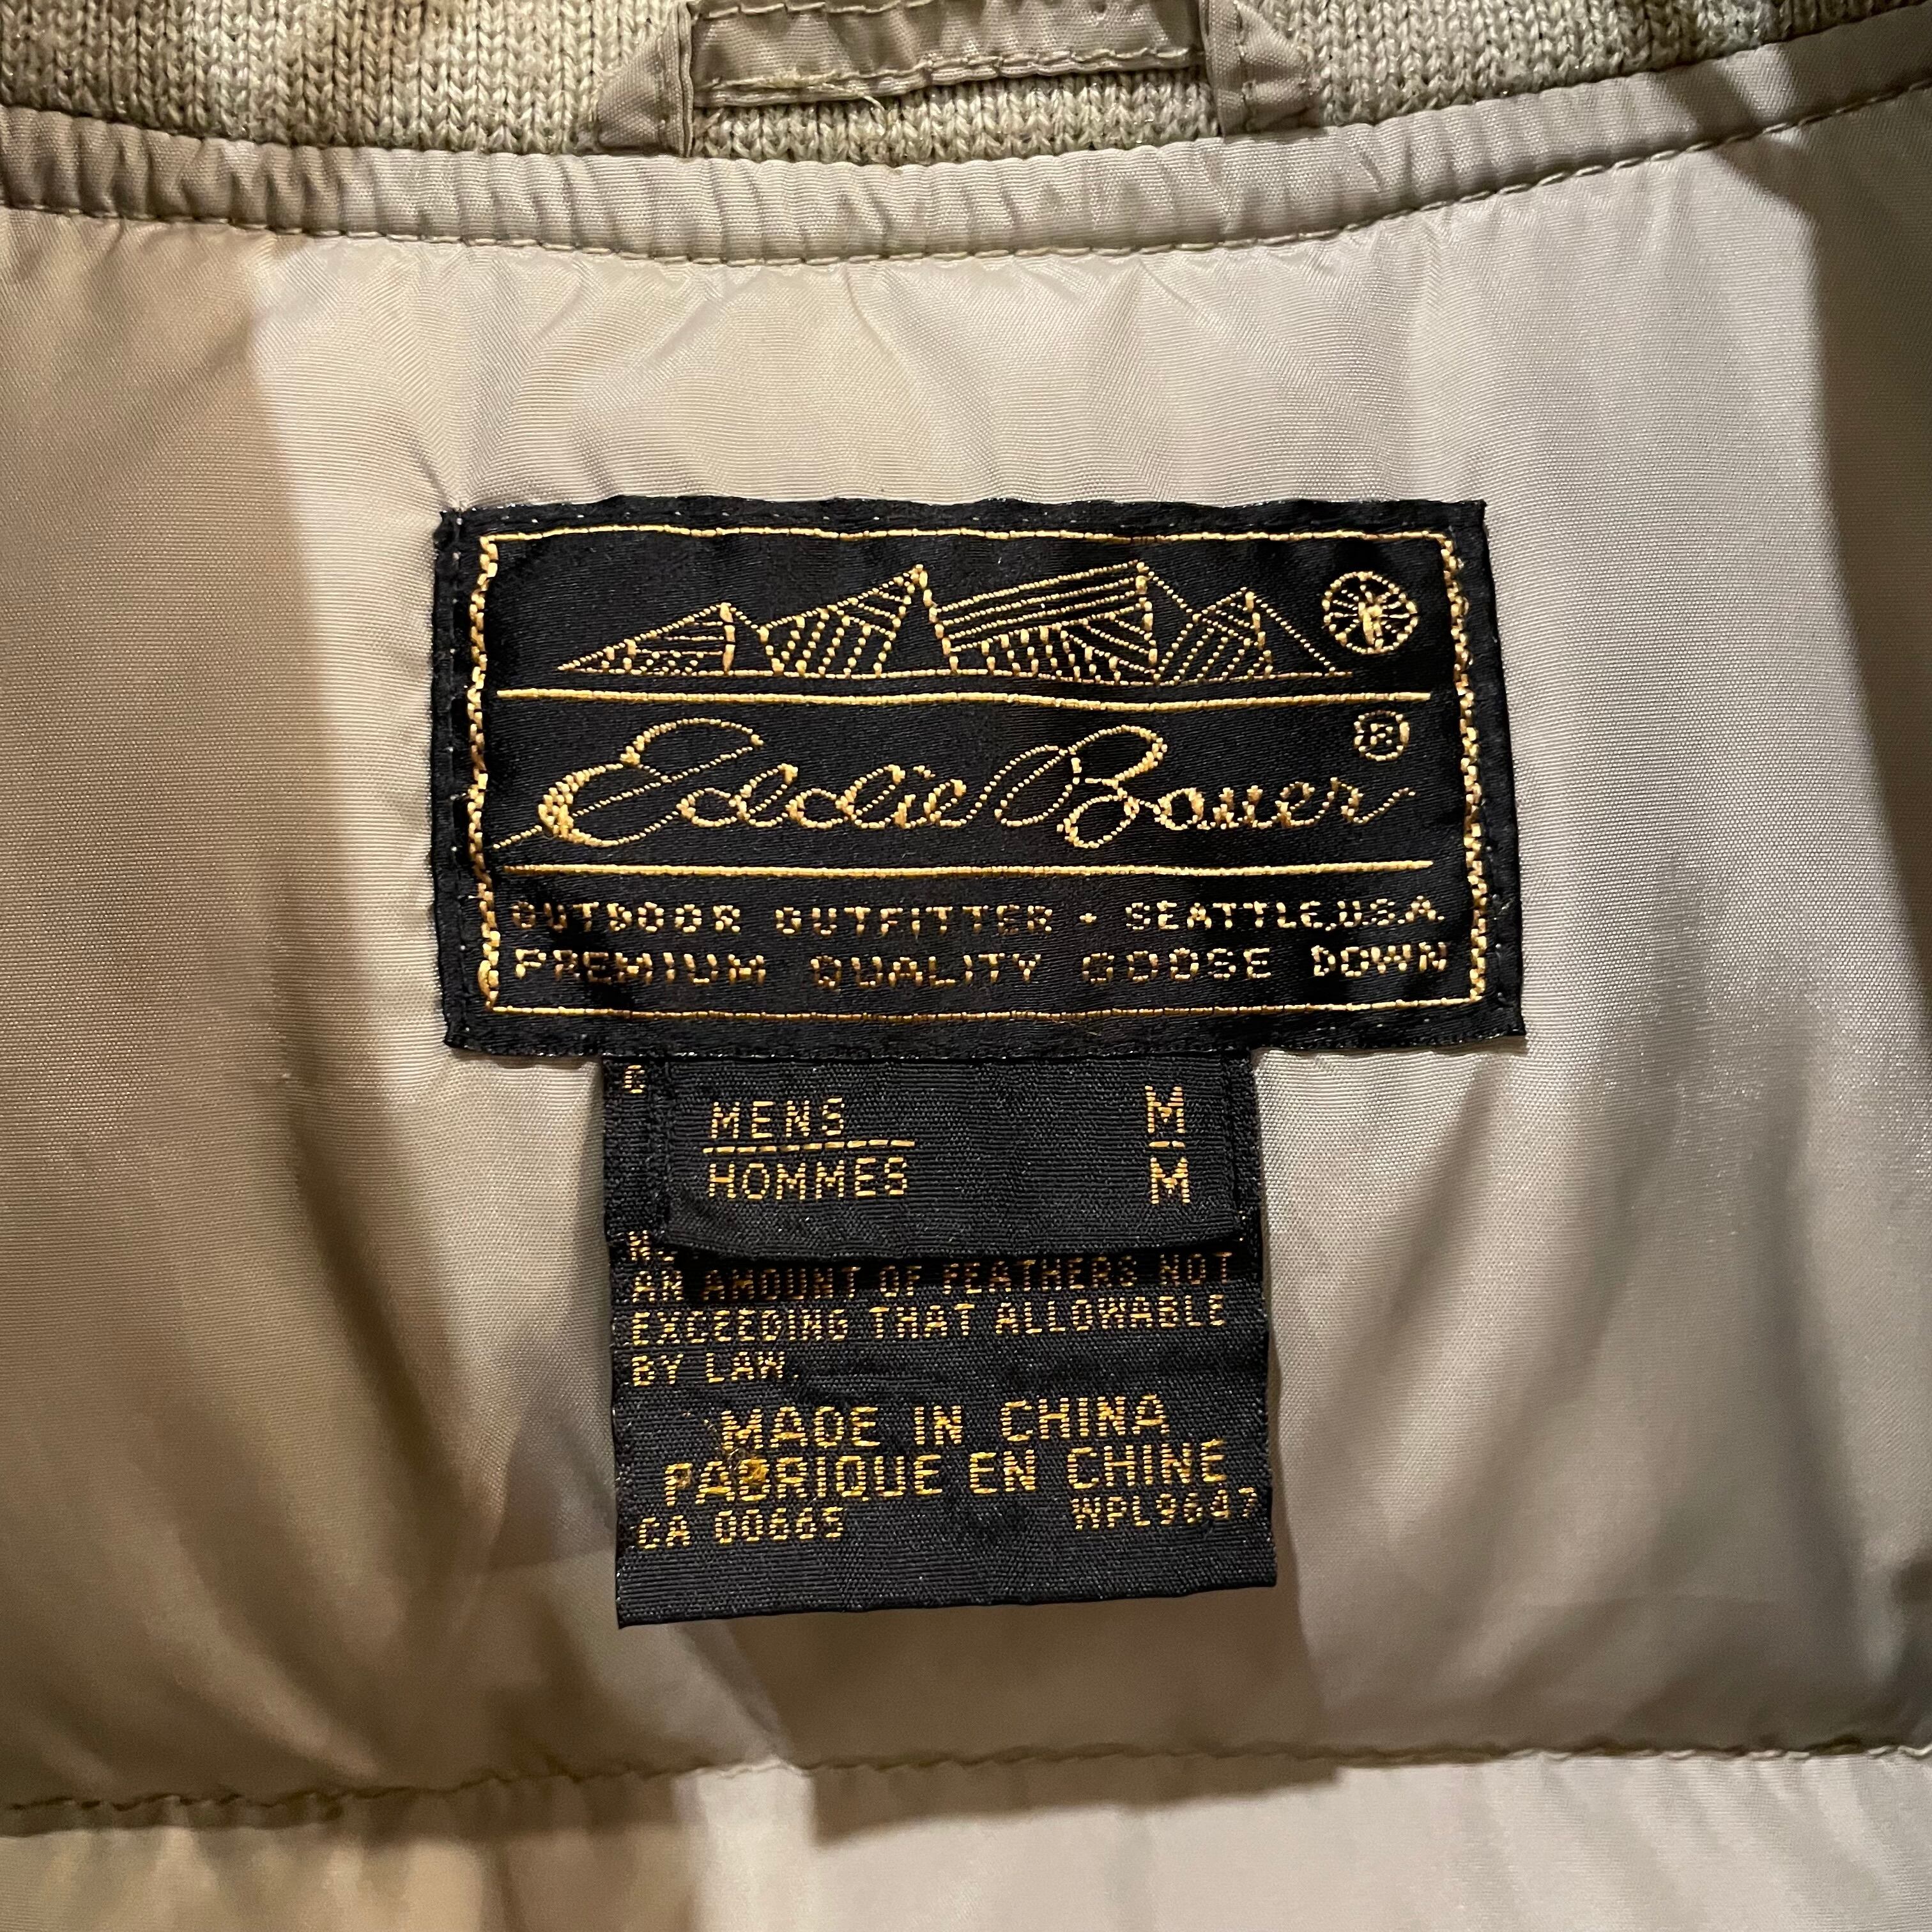 Eddie Bauer®
OUTDOOR OUTFITTER • SEATTLE, U.S.A.
PREMIUM QUALITY GOOSE DOWN
C
MENS M
HOMMES M
AN AMOUNT OF FEATHERS NOT
EXCEEDING THAT ALLOWABLE
BY LAW.
MADE IN CHINA
FABRIQUE EN CHINE
CA 00665 WPL9647